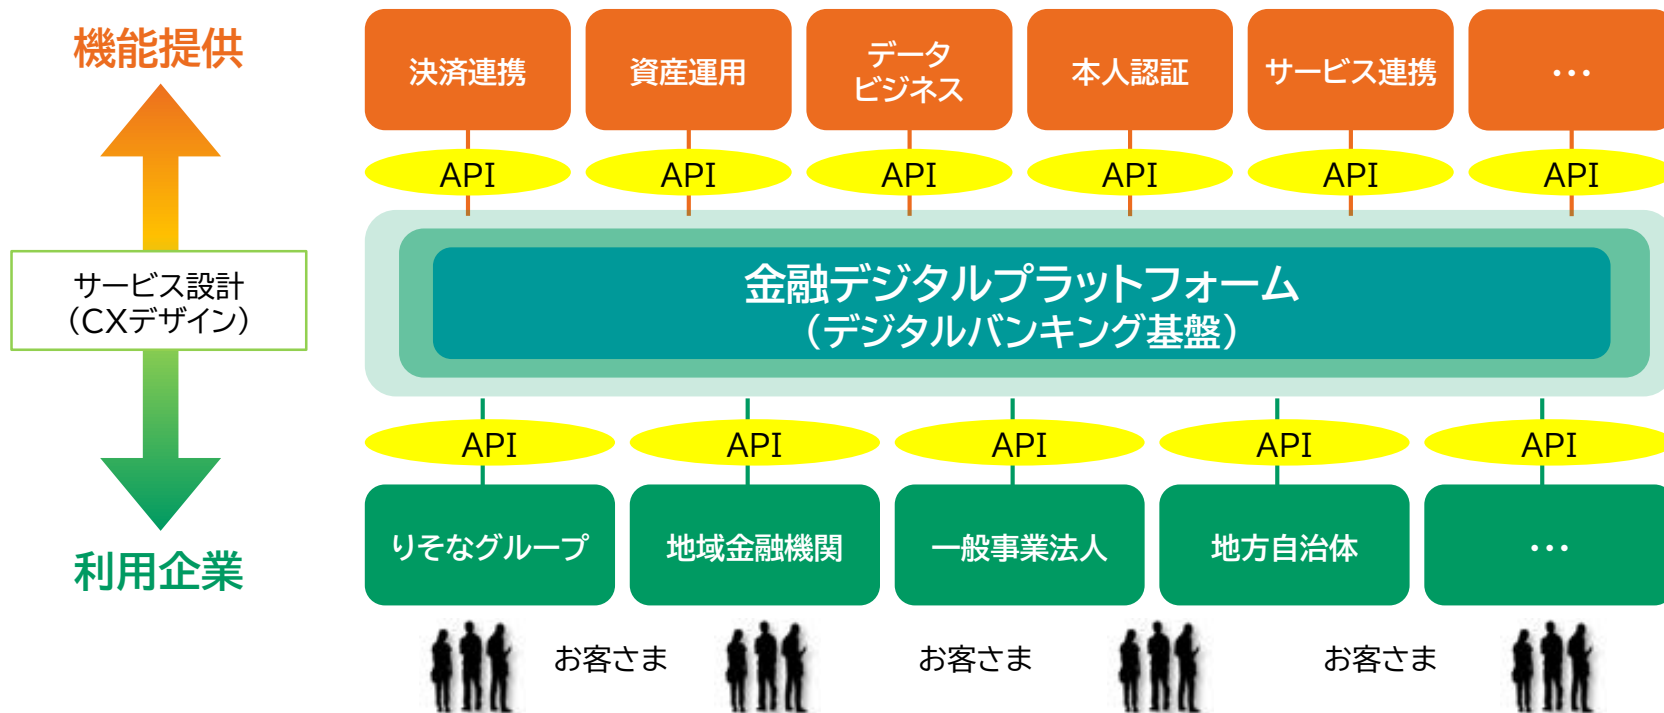 機能提供
決済連携
資産運用
データ
ビジネス
本人認証
サービス連携
…
API
API
API
API
API
API
サービス設計
（CXデザイン）
金融デジタルプラットフォーム
（デジタルバンキング基盤）
API
API
API
API
API
利用企業
りそなグループ
地域金融機関
一般事業法人
地方自治体
…
お客さま
お客さま
お客さま